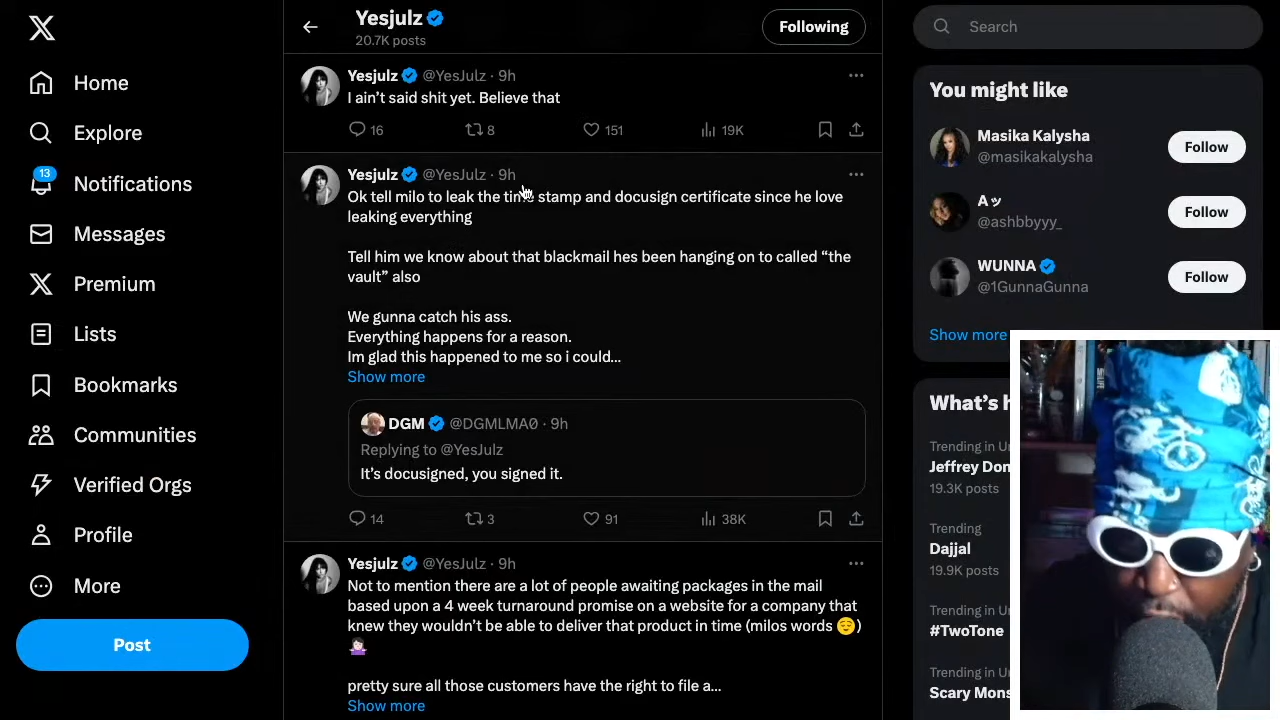 Home
Explore
13
Notifications
Messages
Premium
Lists
Bookmarks
Communities
Verified Orgs
Profile
More
Post
Yesjulz
20.7K posts
Following
Yesjulz @YesJulz · 9h
I ain't said shit yet. Believe that
16 8 151 19K
Yesjulz @YesJulz · 9h
Ok tell milo to leak the time stamp and docusign certificate since he love
leaking everything
Tell him we know about that blackmail hes been hanging on to called “the
vault” also
We gunna catch his ass.
Everything happens for a reason.
Im glad this happened to me so i could...
Show more
DGM @DGMLMA0 · 9h
Replying to @YesJulz
It's docusigned, you signed it.
14 3 91 38K
Yesjulz @YesJulz · 9h
Not to mention there are a lot of people awaiting packages in the mail
based upon a 4 week turnaround promise on a website for a company that
knew they wouldn't be able to deliver that product in time (milos words 😌)
🤷🏻‍♀️
pretty sure all those customers have the right to file a...
Show more
Search
You might like
Masika Kalysha
@masikakalysha
Follow
Aッ
@ashbbyyy_
Follow
WUNNA
@1GunnaGunna
Follow
Show more
What's h
Trending in Un
Jeffrey Don
19.3K posts
Trending
Dajjal
19.9K posts
Trending in Un
#TwoTone
Trending in Un
Scary Mons